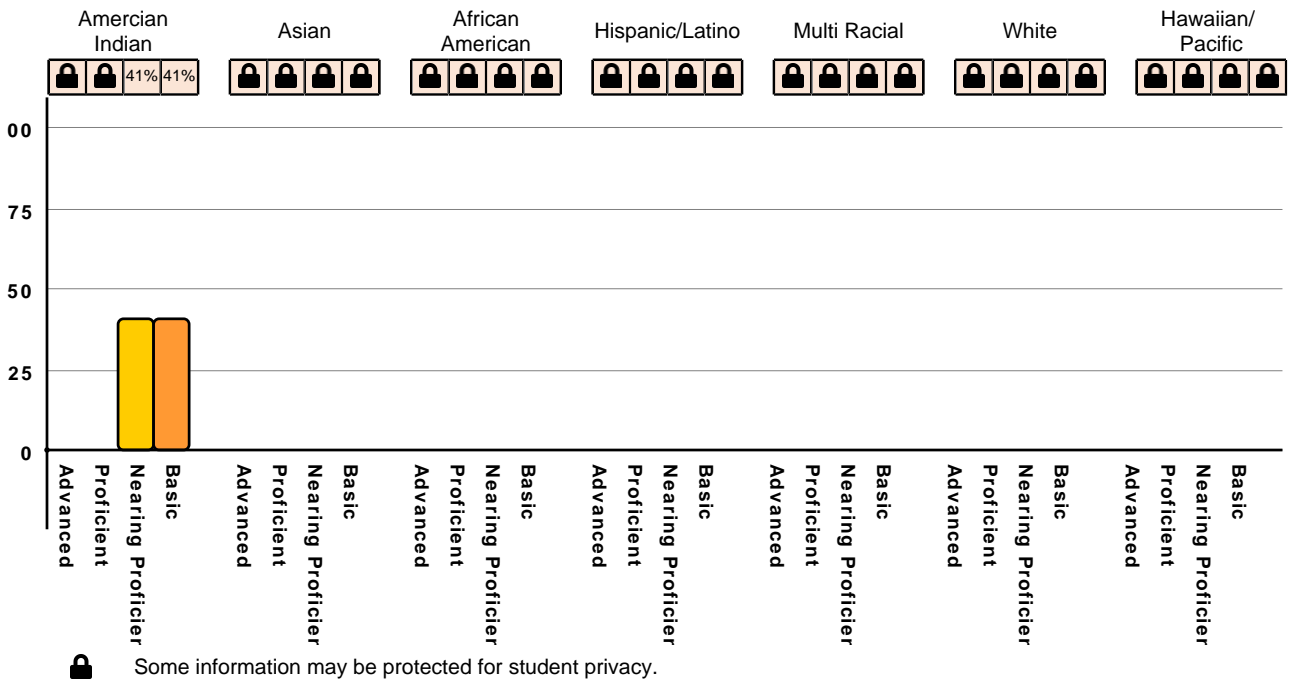 Amercian
Indian
Asian
African
American
Hispanic/Latino
Multi Racial
White
Hawaiian/
Pacific
41% 41%
00
75
50
25
0
Advanced
Proficient
Nearing Proficier
Basic
Advanced
Proficient
Nearing Proficier
Basic
Advanced
Proficient
Nearing Proficier
Basic
Advanced
Proficient
Nearing Proficier
Basic
Advanced
Proficient
Nearing Proficier
Basic
Advanced
Proficient
Nearing Proficier
Basic
Advanced
Proficient
Nearing Proficier
Basic
Some information may be protected for student privacy.